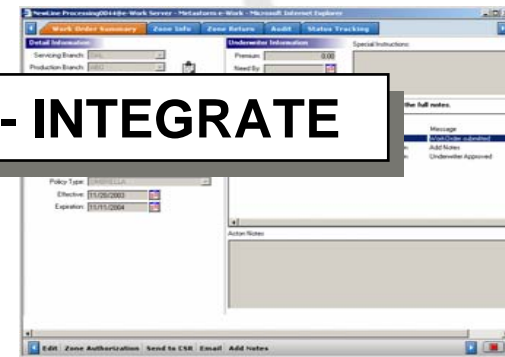 NewLine Processing0044@e-Work Server - Metastorm e-Work - Microsoft Internet Explorer
Work Order Summary Zone Info Zone Return Audit Status Tracking
Detail Information
Underwriter Information
Special Instructions:
Servicing Branch:
Premium: 0.00
Production Branch:
Need By:
- INTEGRATE
the full notes.
Message
WorkOrder submitted
Add Notes
Underwriter Approved
Policy Type: UMBRELLA
Effective: 11/20/2003
Expiration: 11/11/2004
Action Notes
Edit Zone Authorization Send to CSR Email Add Notes